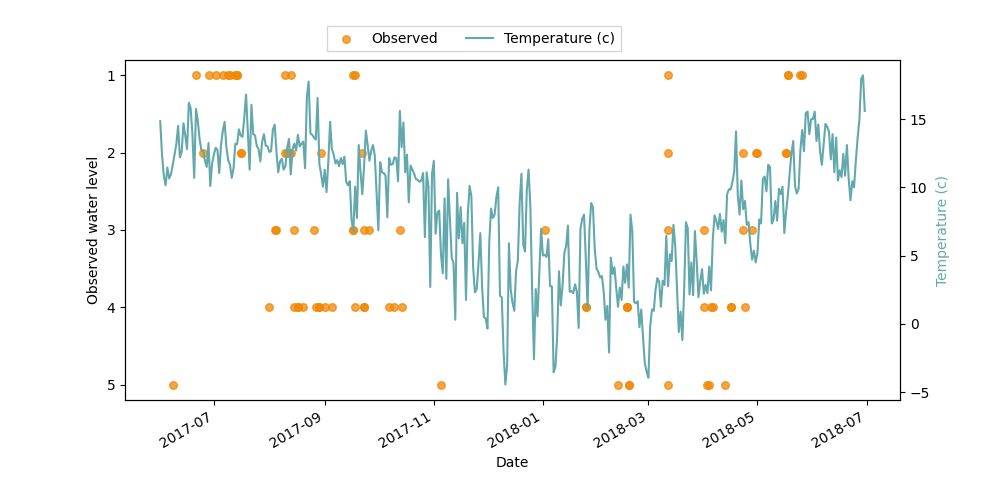 Observed Temperature (c)
Observed water level
1
2
3
4
5
15
10
5
0
−5
Temperature (c)
2017-07 2017-09 2017-11 2018-01 2018-03 2018-05 2018-07
Date